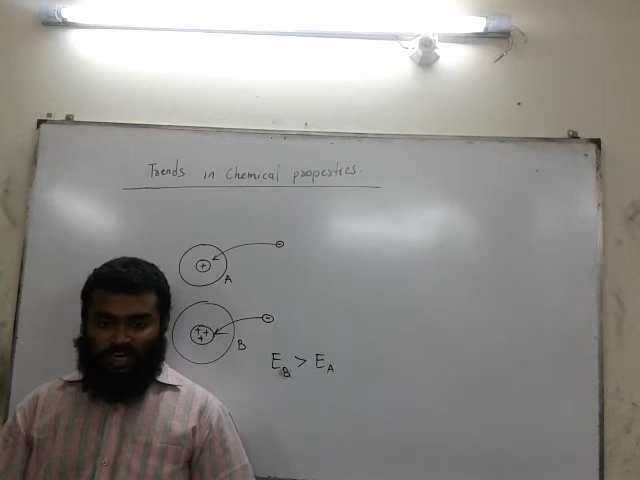 Trends in Chemical properties.
+
-
A
+ +
+
-
B
E_B > E_A